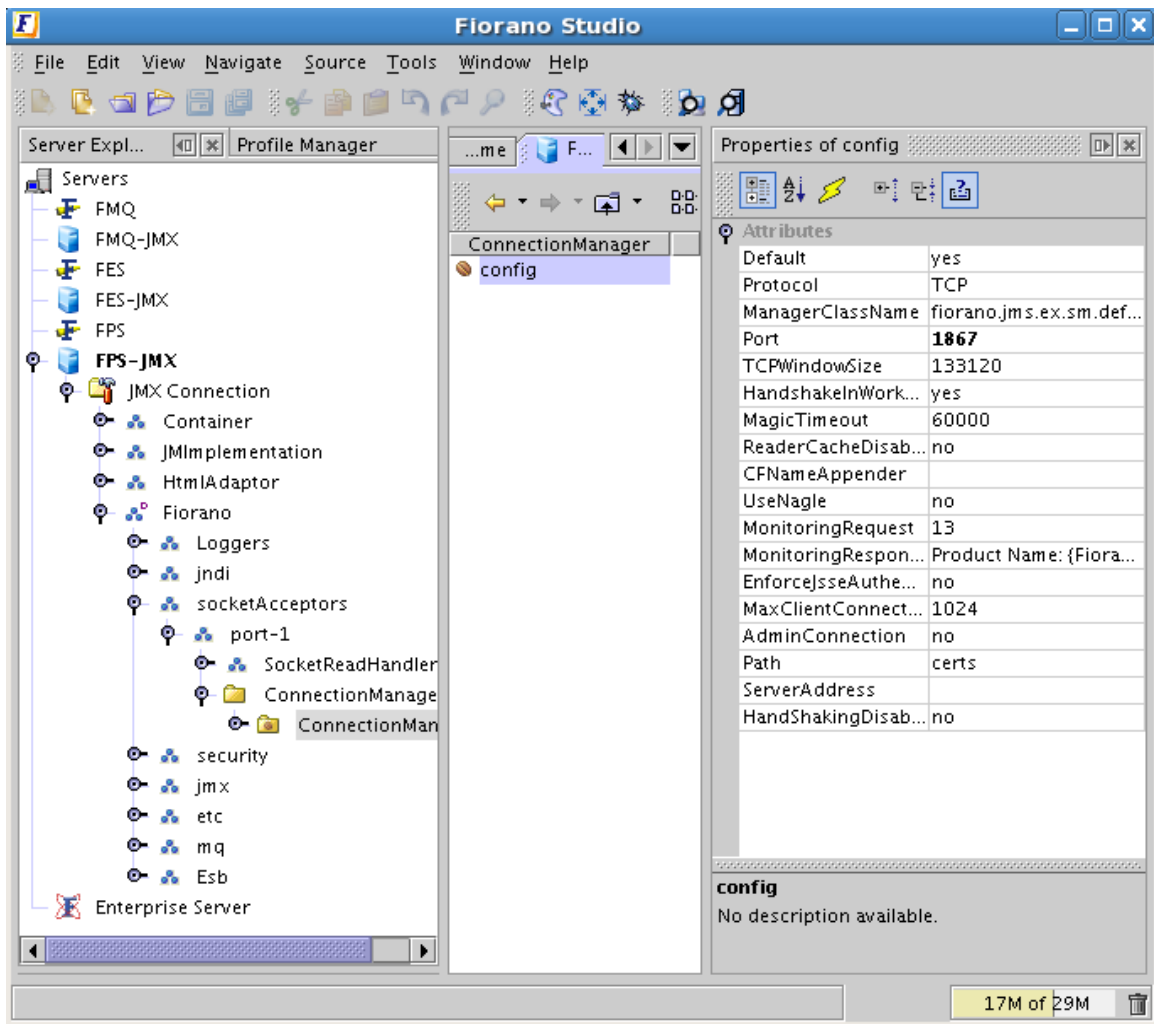 Fiorano Studio
File Edit View Navigate Source Tools Window Help
Server Expl... Profile Manager
Servers
FMQ
FMQ-JMX
FES
FES-JMX
FPS
FPS-JMX
JMX Connection
Container
JMImplementation
HtmlAdaptor
Fiorano
Loggers
jndi
socketAcceptors
port-1
SocketReadHandler
ConnectionManage
ConnectionMan
security
jmx
etc
mq
Esb
Enterprise Server
...me F...
ConnectionManager
config
Properties of config
Attributes
Default yes
Protocol TCP
ManagerClassName fiorano.jms.ex.sm.def...
Port 1867
TCPWindowSize 133120
HandshakeInWork... yes
MagicTimeout 60000
ReaderCacheDisab... no
CFNameAppender
UseNagle no
MonitoringRequest 13
MonitoringRespon... Product Name: {Fiora...
EnforceJsseAuthe... no
MaxClientConnect... 1024
AdminConnection no
Path certs
ServerAddress
HandShakingDisab... no
config
No description available.
17M of 29M